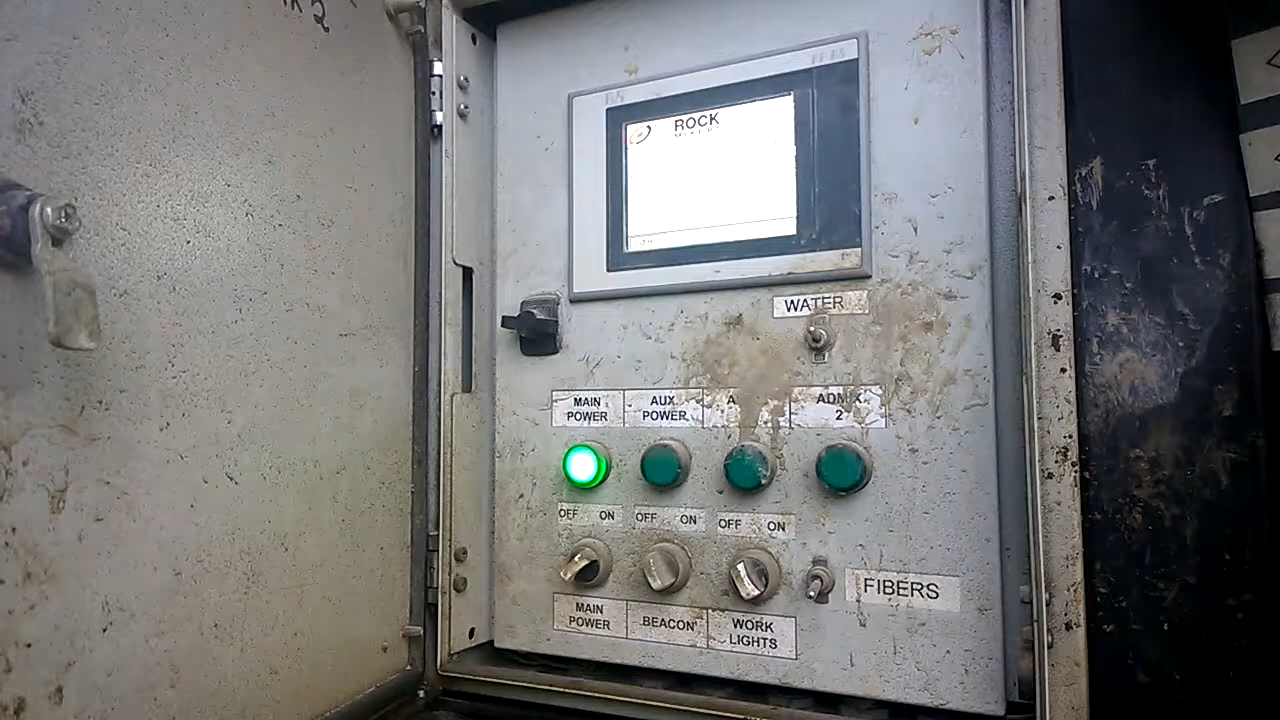 ROCK
WATER
MAIN
POWER
AUX.
POWER
ADMIX
2
OFF ON
OFF ON
OFF ON
MAIN
POWER
BEACON
WORK
LIGHTS
FIBERS